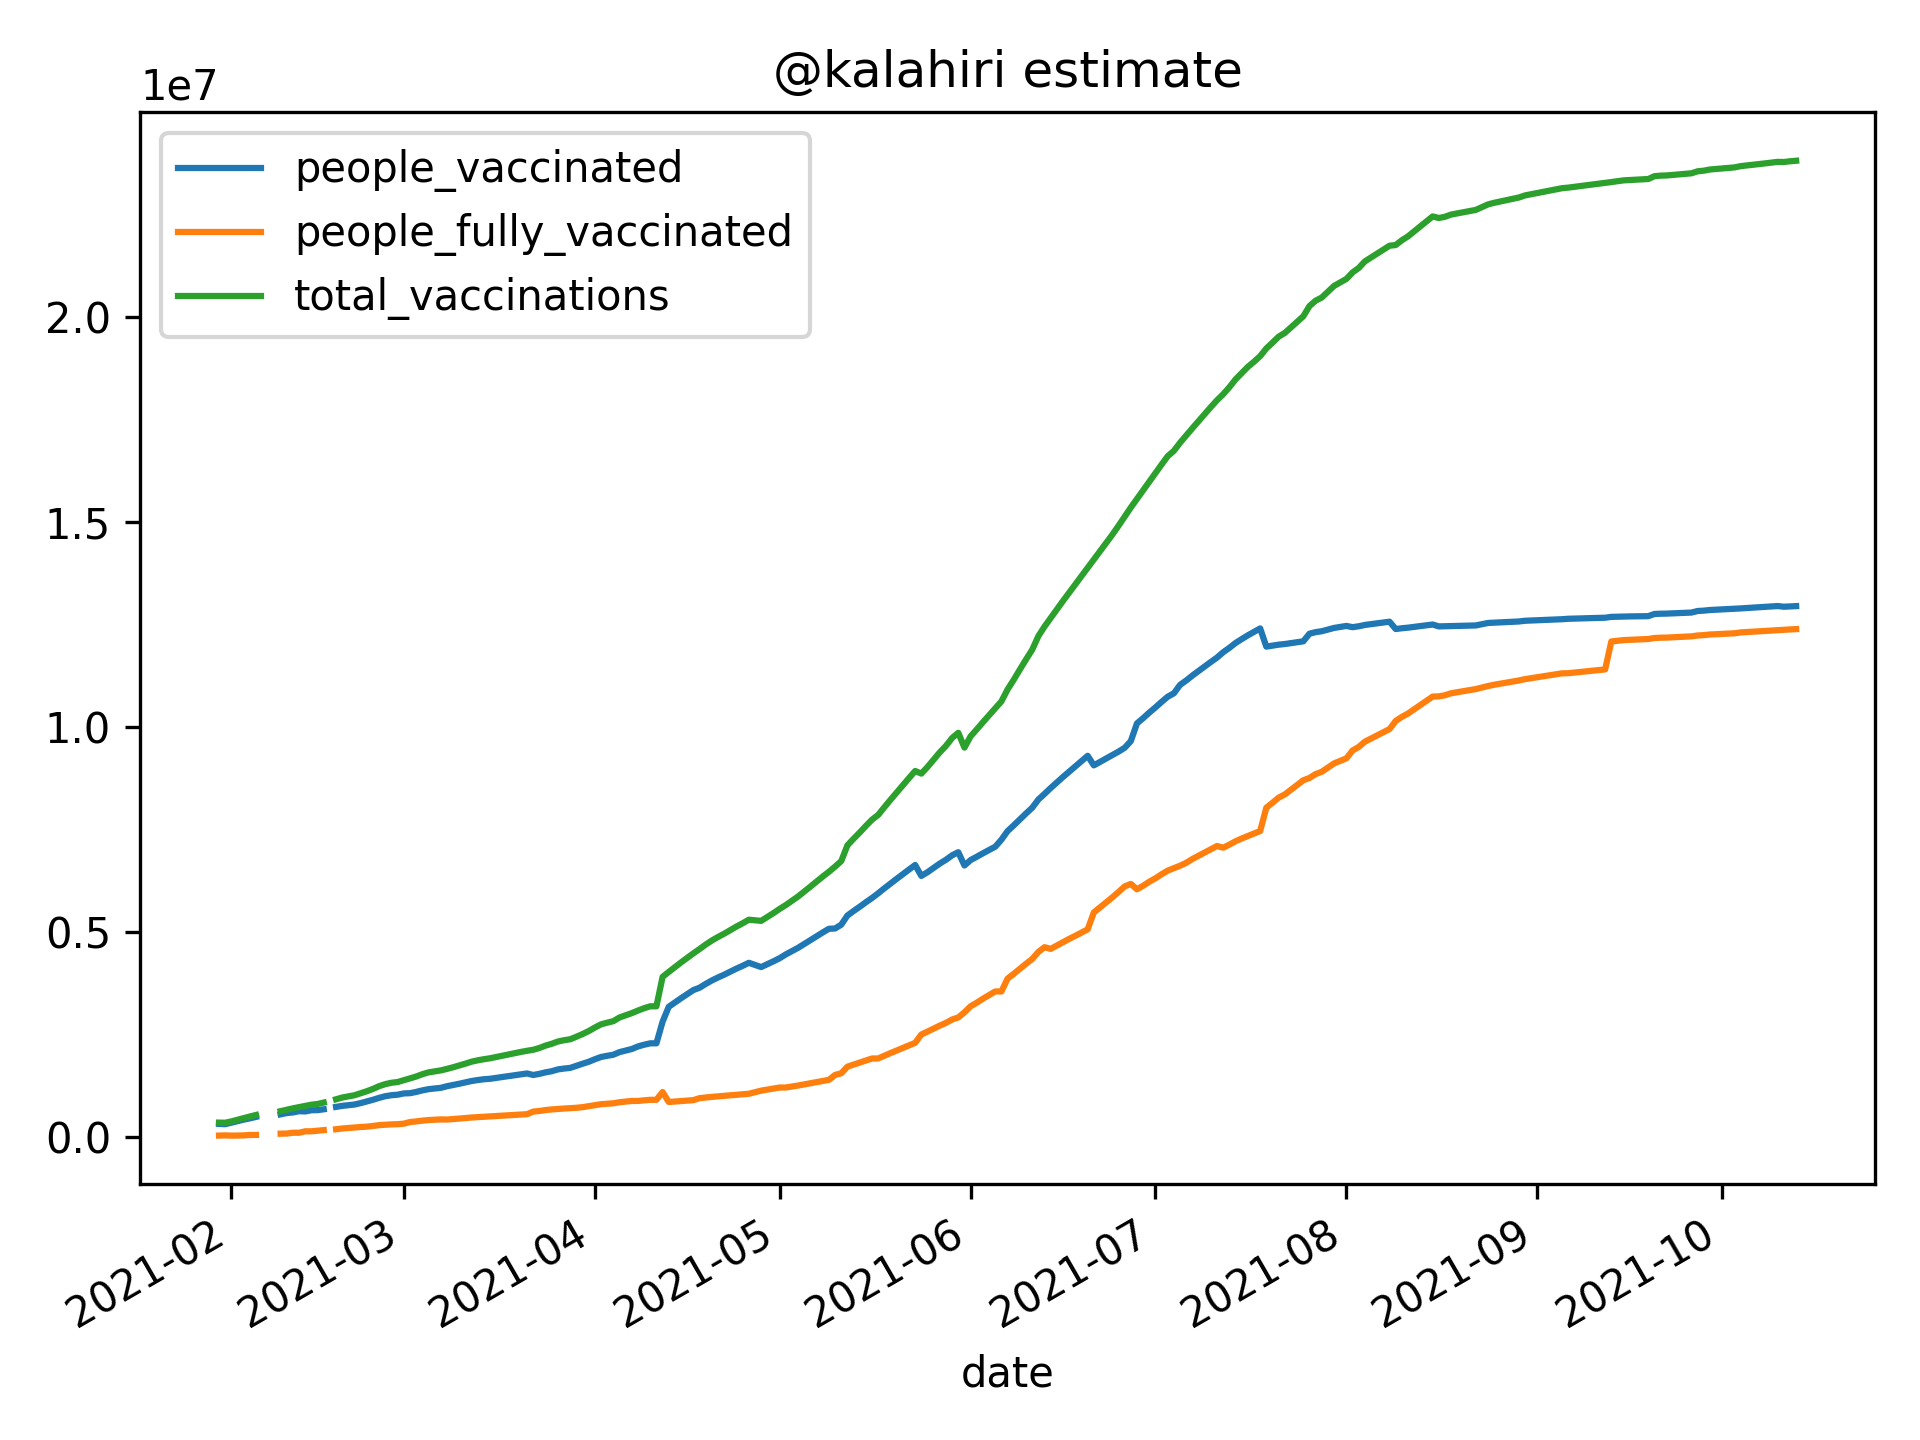 @kalahiri estimate
1e7
people_vaccinated
people_fully_vaccinated
total_vaccinations
2.0
1.5
1.0
0.5
0.0
2021-02
2021-03
2021-04
2021-05
2021-06
2021-07
2021-08
2021-09
2021-10
date